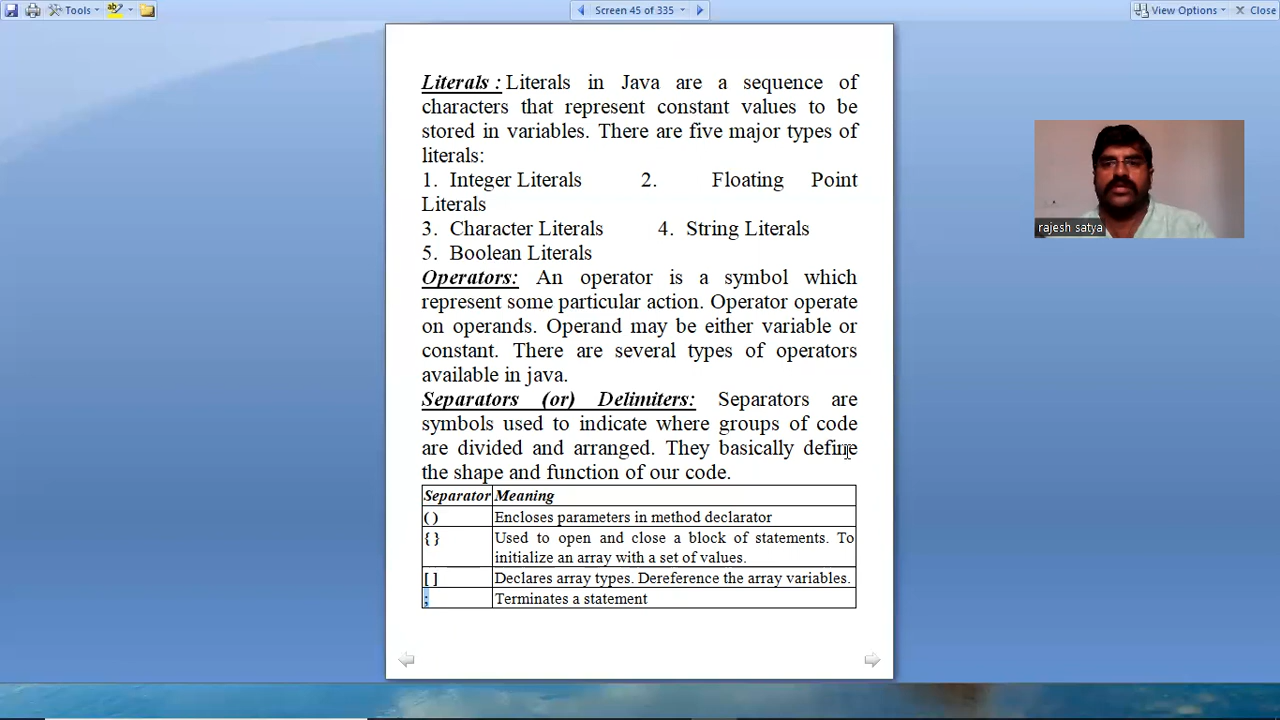 Tools
Screen 45 of 335
View Options
Close
Literals : Literals in Java are a sequence of
characters that represent constant values to be
stored in variables. There are five major types of
literals:
1. Integer Literals 2. Floating Point
Literals
3. Character Literals 4. String Literals
5. Boolean Literals
Operators: An operator is a symbol which
represent some particular action. Operator operate
on operands. Operand may be either variable or
constant. There are several types of operators
available in java.
Separators (or) Delimiters: Separators are
symbols used to indicate where groups of code
are divided and arranged. They basically define
the shape and function of our code.
Separator Meaning
( ) Encloses parameters in method declarator
{ } Used to open and close a block of statements. To
initialize an array with a set of values.
[ ] Declares array types. Dereference the array variables.
; Terminates a statement
rajesh satya